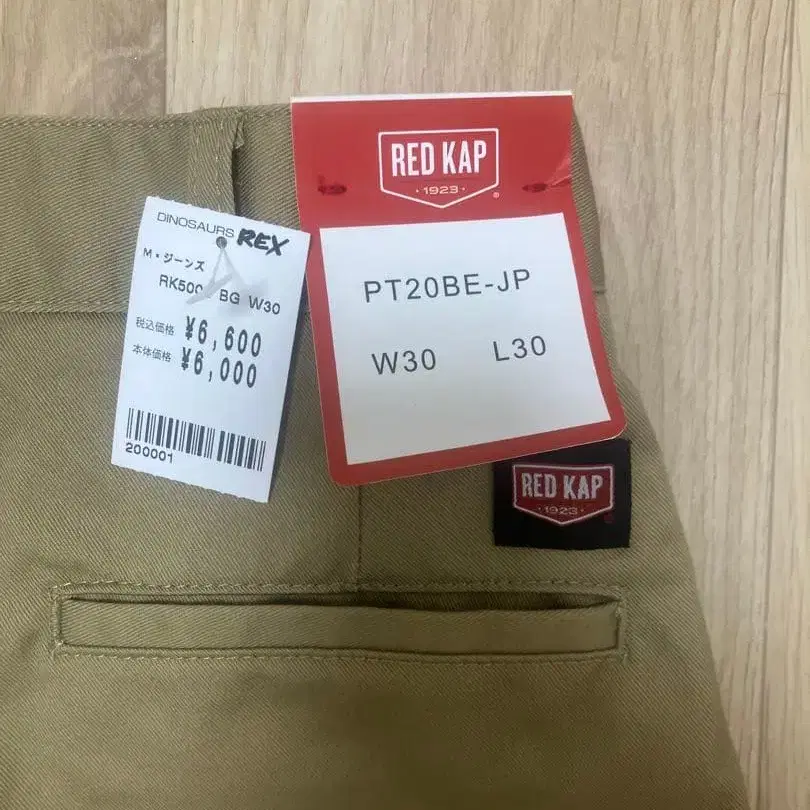 DINOSAURS REX
M・ジーンズ
BG W30
税込価格 ¥6,600
本体価格 ¥6,000
200001
RED KAP
・1923・
®
PT20BE-JP
W30 L30
RED KAP
・1923・